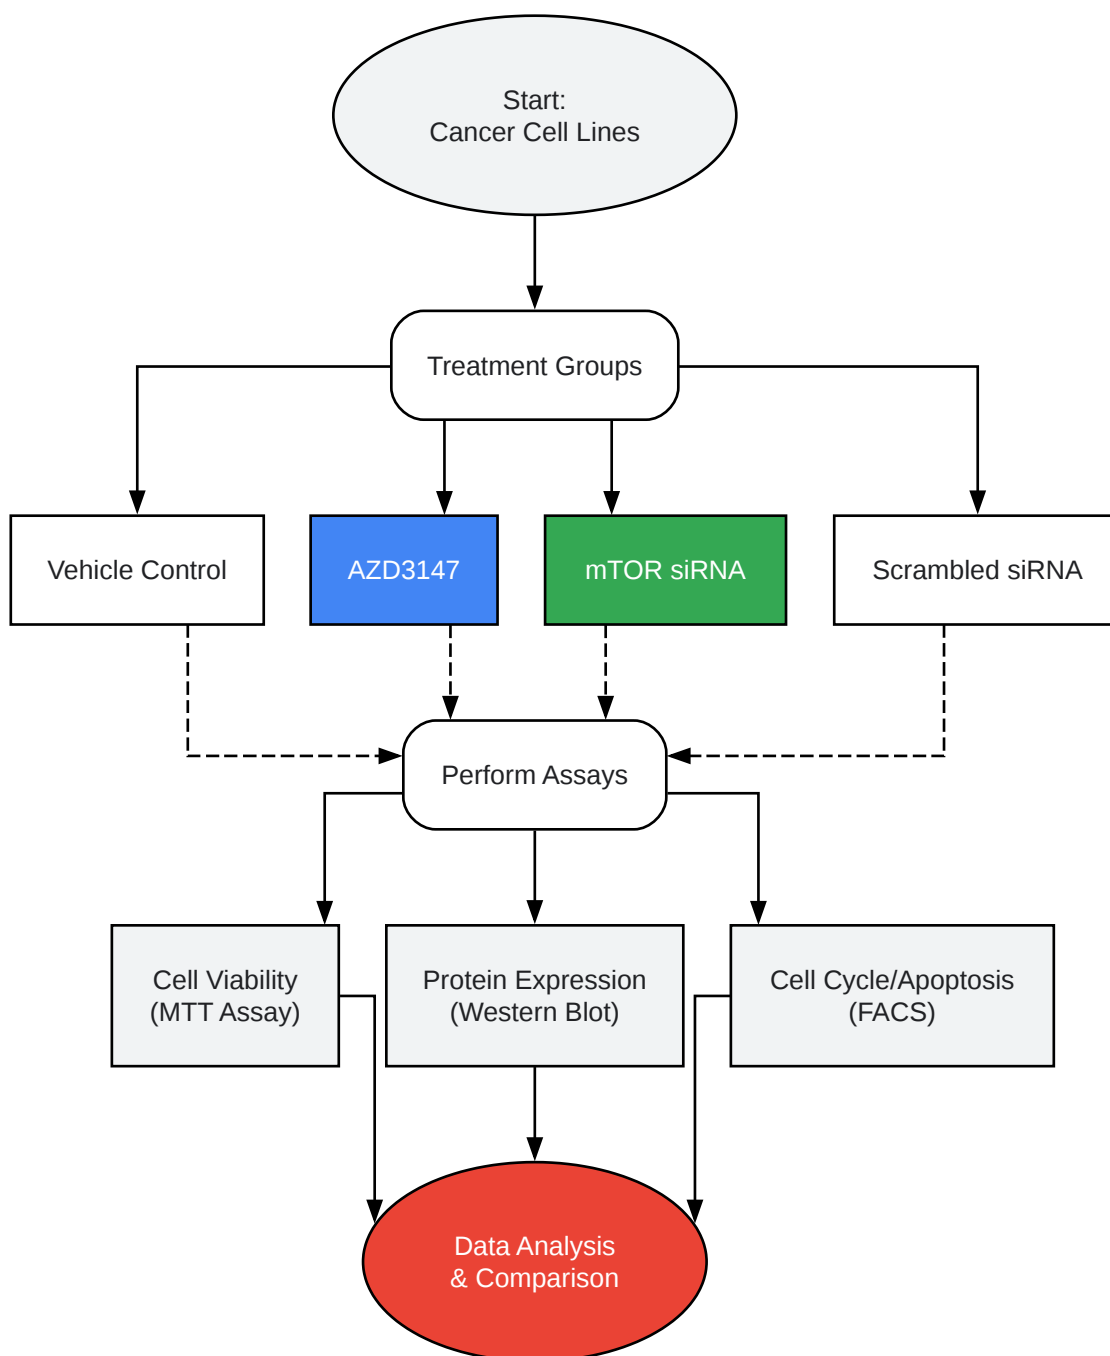 Start:
Cancer Cell Lines
Treatment Groups
Vehicle Control
AZD3147
mTOR siRNA
Scrambled siRNA
Perform Assays
Cell Viability
(MTT Assay)
Protein Expression
(Western Blot)
Cell Cycle/Apoptosis
(FACS)
Data Analysis
& Comparison